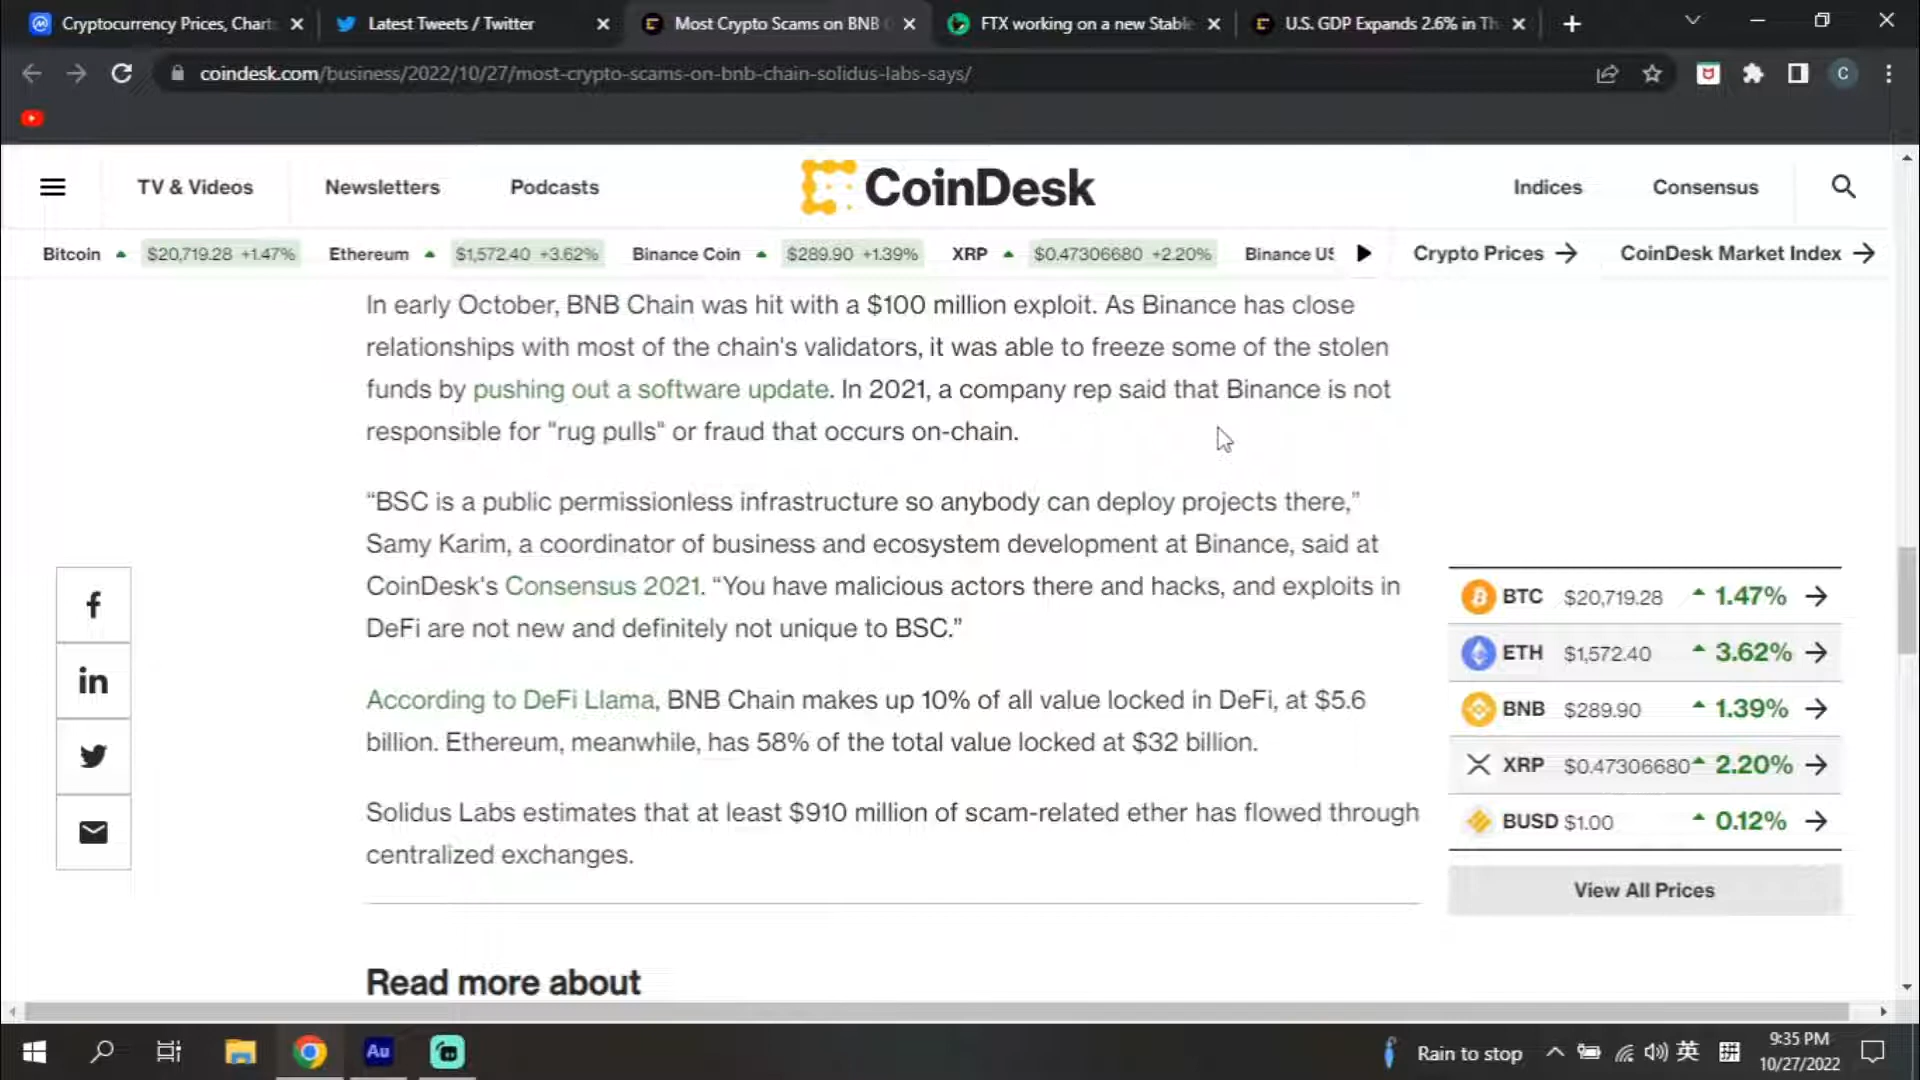 Cryptocurrency Prices, Chart
Latest Tweets / Twitter
Most Crypto Scams on BNB
FTX working on a new Stable
U.S. GDP Expands 2.6% in Th
coindesk.com/business/2022/10/27/most-crypto-scams-on-bnb-chain-solidus-labs-says/
C
TV & Videos
Newsletters
Podcasts
CoinDesk
Indices
Consensus
Bitcoin $20,719.28 +1.47% Ethereum $1,572.40 +3.62% Binance Coin $289.90 +1.39% XRP $0.47306680 +2.20% Binance US Crypto Prices CoinDesk Market Index
In early October, BNB Chain was hit with a $100 million exploit. As Binance has close
relationships with most of the chain's validators, it was able to freeze some of the stolen
funds by pushing out a software update. In 2021, a company rep said that Binance is not
responsible for "rug pulls" or fraud that occurs on-chain.
“BSC is a public permissionless infrastructure so anybody can deploy projects there,”
Samy Karim, a coordinator of business and ecosystem development at Binance, said at
CoinDesk's Consensus 2021. “You have malicious actors there and hacks, and exploits in
DeFi are not new and definitely not unique to BSC.”
According to DeFi Llama, BNB Chain makes up 10% of all value locked in DeFi, at $5.6
billion. Ethereum, meanwhile, has 58% of the total value locked at $32 billion.
Solidus Labs estimates that at least $910 million of scam-related ether has flowed through
centralized exchanges.
Read more about
BTC $20,719.28 1.47%
ETH $1,572.40 3.62%
BNB $289.90 1.39%
XRP $0.47306680 2.20%
BUSD $1.00 0.12%
View All Prices
Au
Rain to stop
英
拼
9:35 PM
10/27/2022